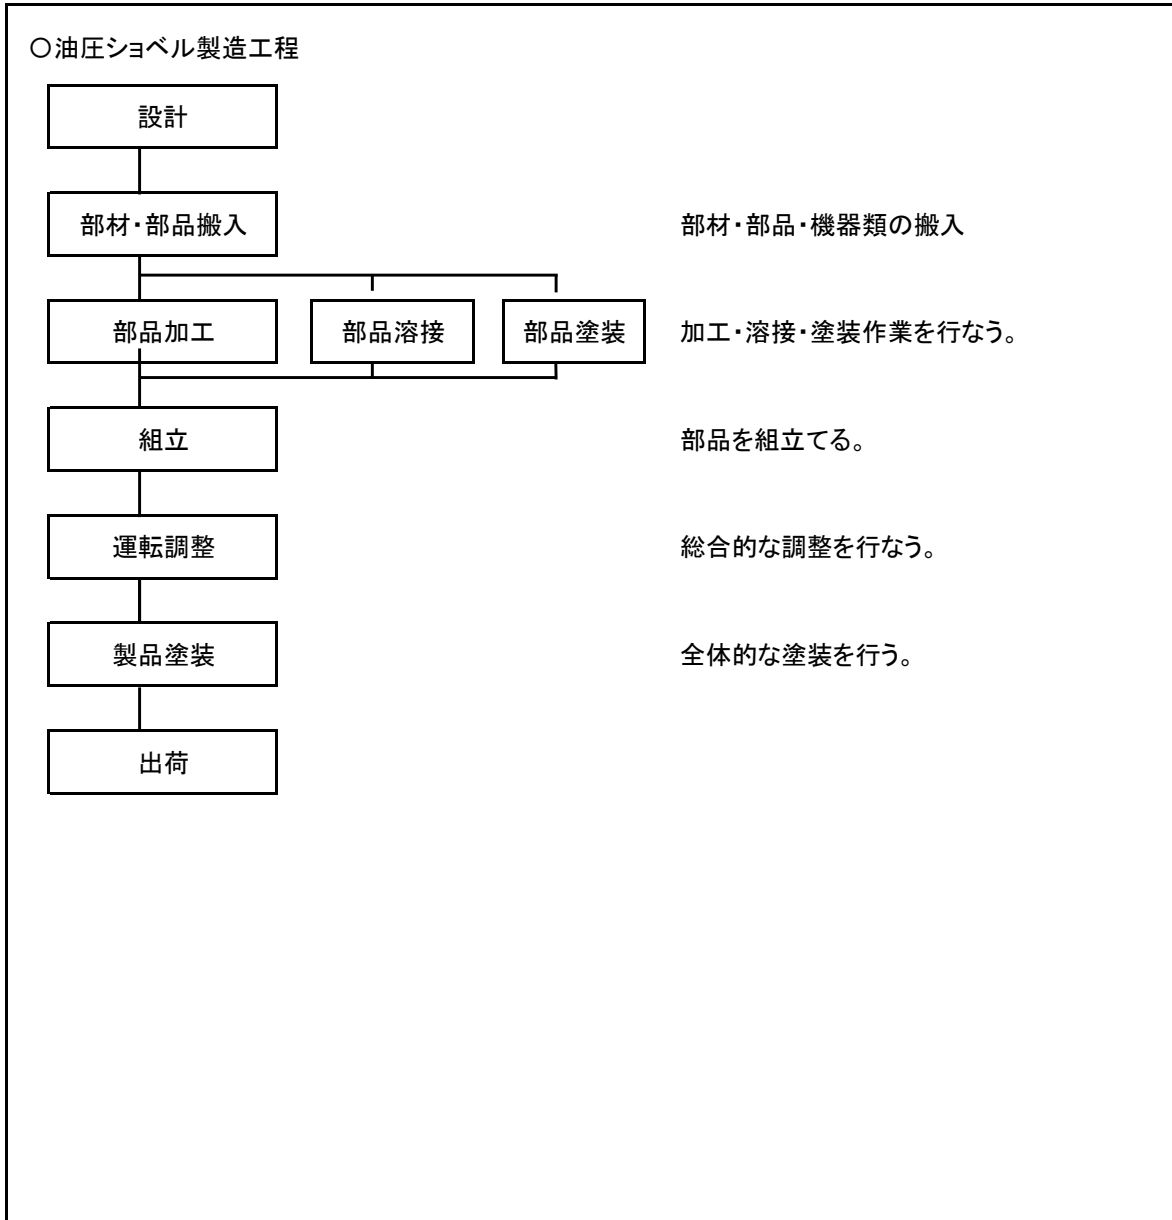 〇油圧ショベル製造工程
設計
部材・部品搬入 部材・部品・機器類の搬入
部品加工 部品溶接 部品塗装 加工・溶接・塗装作業を行なう。
組立 部品を組立てる。
運転調整 総合的な調整を行なう。
製品塗装 全体的な塗装を行う。
出荷